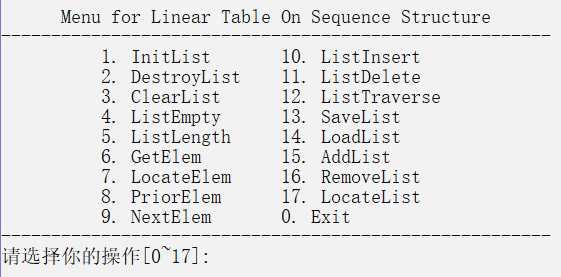 Menu for Linear Table On Sequence Structure
-------------------------------------------------------
1. InitList 10. ListInsert
2. DestroyList 11. ListDelete
3. ClearList 12. ListTraverse
4. ListEmpty 13. SaveList
5. ListLength 14. LoadList
6. GetElem 15. AddList
7. LocateElem 16. RemoveList
8. PriorElem 17. LocateList
9. NextElem 0. Exit
-------------------------------------------------------
请选择你的操作[0~17]: